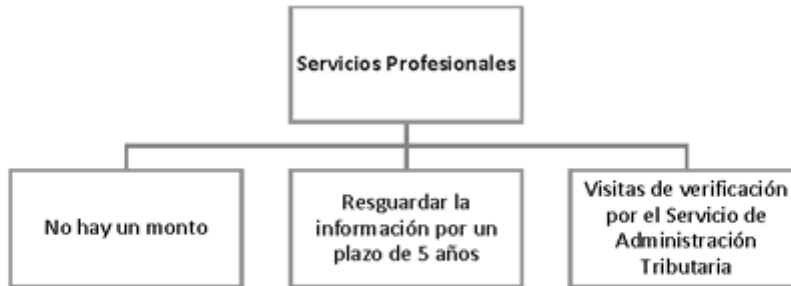 Servicios Profesionales
No hay un monto
Resguardar la
información por un
plazo de 5 años
Visitas de verificación
por el Servicio de
Administración
Tributaria